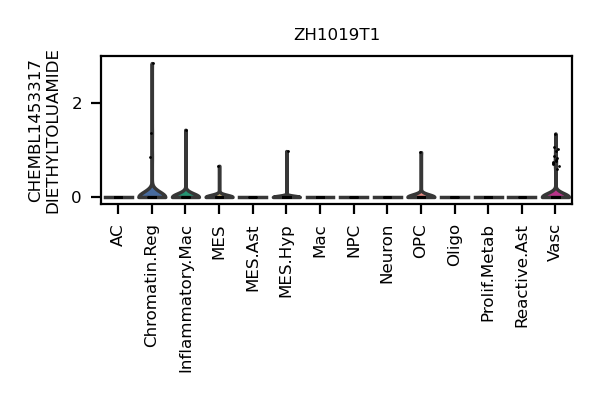 ZH1019T1
CHEMBL1453317
DIETHYLTOLUAMIDE
2
0
AC
Chromatin.Reg
Inflammatory.Mac
MES
MES.Ast
MES.Hyp
Mac
NPC
Neuron
OPC
Oligo
Prolif.Metab
Reactive.Ast
Vasc